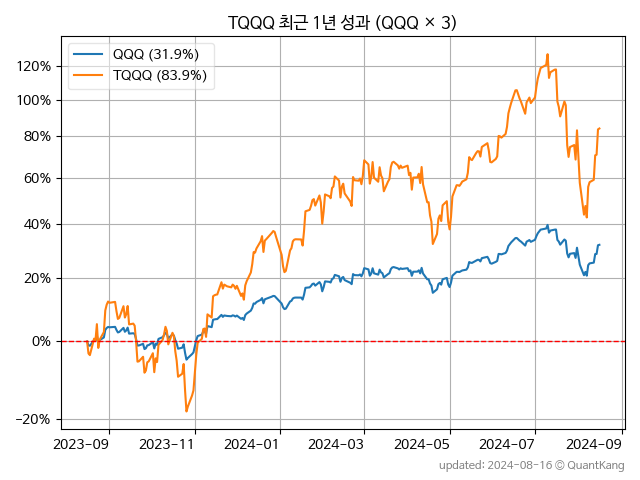 TQQQ 최근 1년 성과 (QQQ × 3)
QQQ (31.9%)
TQQQ (83.9%)
120%
100%
80%
60%
40%
20%
0%
−20%
2023-09 2023-11 2024-01 2024-03 2024-05 2024-07 2024-09
updated: 2024-08-16 © QuantKang